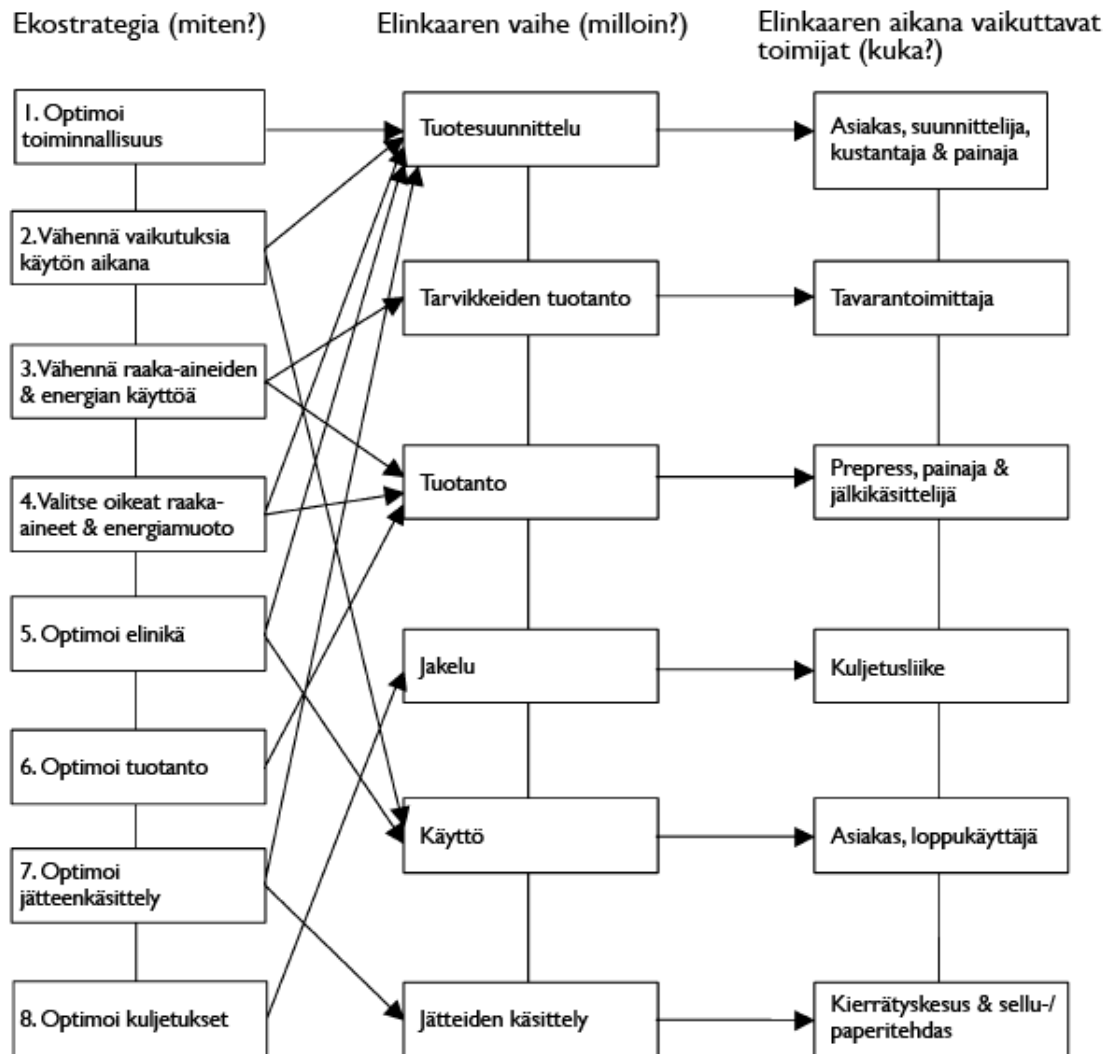 Ekostrategia (miten?)
Elinkaaren vaihe (milloin?)
Elinkaaren aikana vaikuttavat
toimijat (kuka?)
1. Optimoi
toiminnallisuus
2. Vähennä vaikutuksia
käytön aikana
3. Vähennä raaka-aineiden
& energian käyttöä
4. Valitse oikeat raaka-
aineet & energiamuoto
5. Optimoi elinikä
6. Optimoi tuotanto
7. Optimoi
jätteenkäsittely
8. Optimoi kuljetukset
Tuotesuunnittelu
Tarvikkeiden tuotanto
Tuotanto
Jakelu
Käyttö
Jätteiden käsittely
Asiakas, suunnittelija,
kustantaja & painaja
Tavarantoimittaja
Prepress, painaja &
jälkikäsittelijä
Kuljetusliike
Asiakas, loppukäyttäjä
Kierrätyskesus & sellu-/
paperitehdas